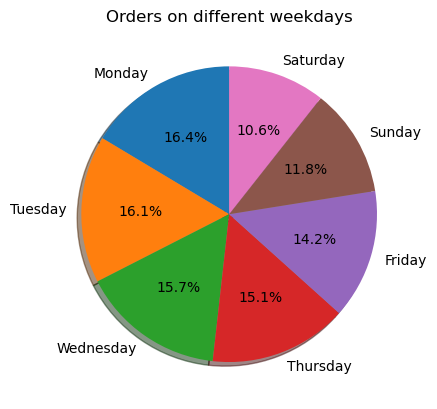 Orders on different weekdays
Saturday
Monday
10.6%
16.4%
Sunday
11.8%
Tuesday
16.1%
14.2%
Friday
15.7%
15.1%
Wednesday
Thursday